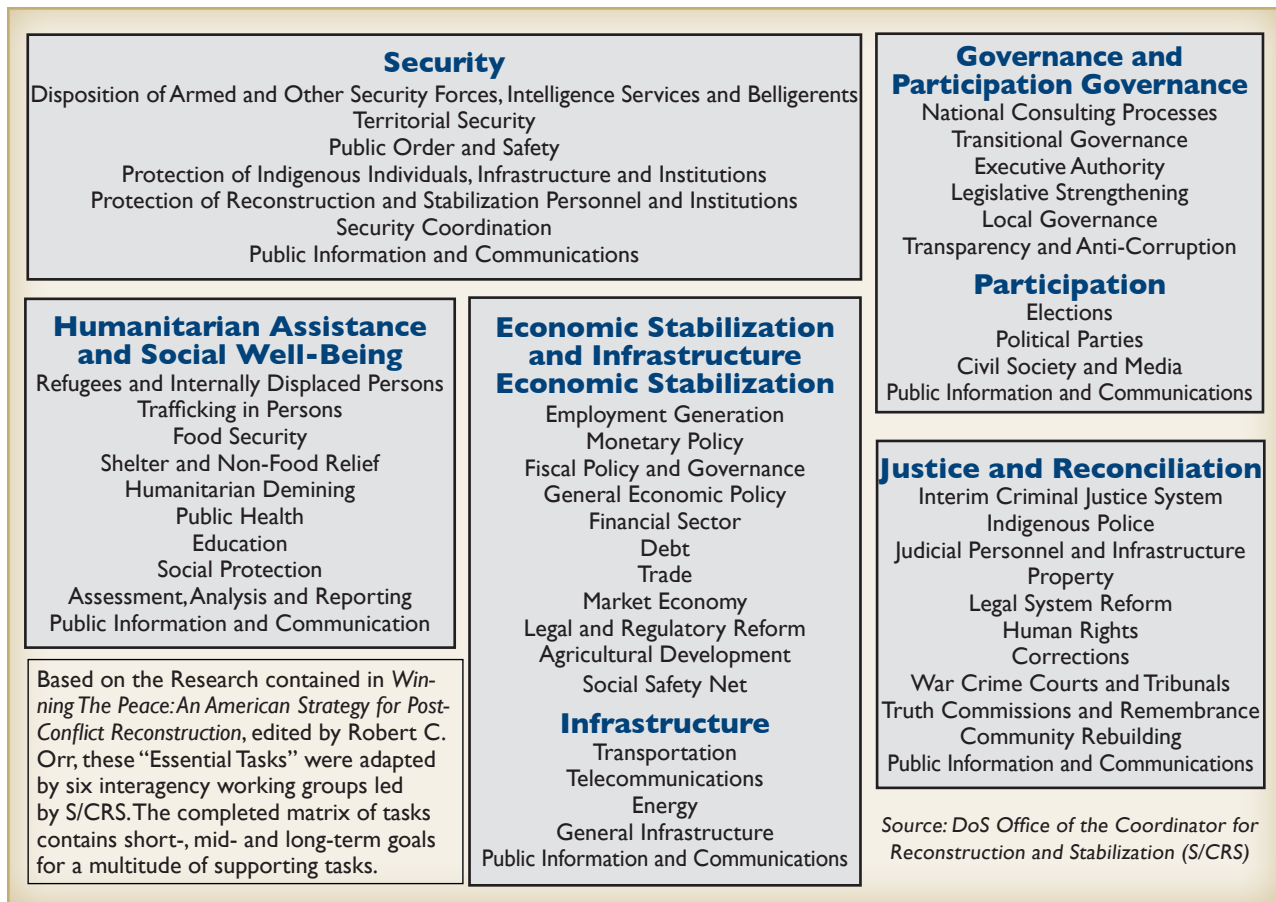 Security
Disposition of Armed and Other Security Forces, Intelligence Services and Belligerents
Territorial Security
Public Order and Safety
Protection of Indigenous Individuals, Infrastructure and Institutions
Protection of Reconstruction and Stabilization Personnel and Institutions
Security Coordination
Public Information and Communications
Governance and
Participation Governance
National Consulting Processes
Transitional Governance
Executive Authority
Legislative Strengthening
Local Governance
Transparency and Anti-Corruption
Participation
Elections
Political Parties
Civil Society and Media
Public Information and Communications
Humanitarian Assistance
and Social Well-Being
Refugees and Internally Displaced Persons
Trafficking in Persons
Food Security
Shelter and Non-Food Relief
Humanitarian Demining
Public Health
Education
Social Protection
Assessment, Analysis and Reporting
Public Information and Communication
Economic Stabilization
and Infrastructure
Economic Stabilization
Employment Generation
Monetary Policy
Fiscal Policy and Governance
General Economic Policy
Financial Sector
Debt
Trade
Market Economy
Legal and Regulatory Reform
Agricultural Development
Social Safety Net
Infrastructure
Transportation
Telecommunications
Energy
General Infrastructure
Public Information and Communications
Justice and Reconciliation
Interim Criminal Justice System
Indigenous Police
Judicial Personnel and Infrastructure
Property
Legal System Reform
Human Rights
Corrections
War Crime Courts and Tribunals
Truth Commissions and Remembrance
Community Rebuilding
Public Information and Communications
Based on the Research contained in Win-
ning The Peace: An American Strategy for Post-
Conflict Reconstruction, edited by Robert C.
Orr, these “Essential Tasks” were adapted
by six interagency working groups led
by S/CRS. The completed matrix of tasks
contains short-, mid- and long-term goals
for a multitude of supporting tasks.
Source: DoS Office of the Coordinator for
Reconstruction and Stabilization (S/CRS)